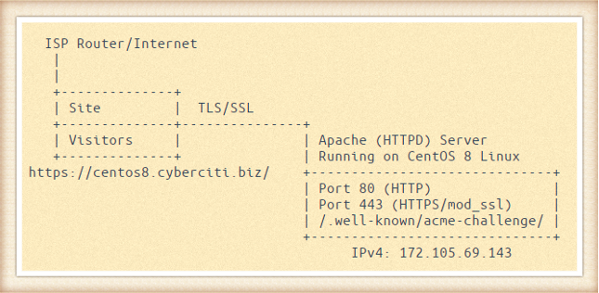 ISP Router/Internet
Site
TLS/SSL
Visitors
Apache (HTTPD) Server
Running on CentOS 8 Linux
https://centos8.cyberciti.biz/
Port 80 (HTTP)
Port 443 (HTTPS/mod_ssl)
/.well-known/acme-challenge/
IPv4: 172.105.69.143